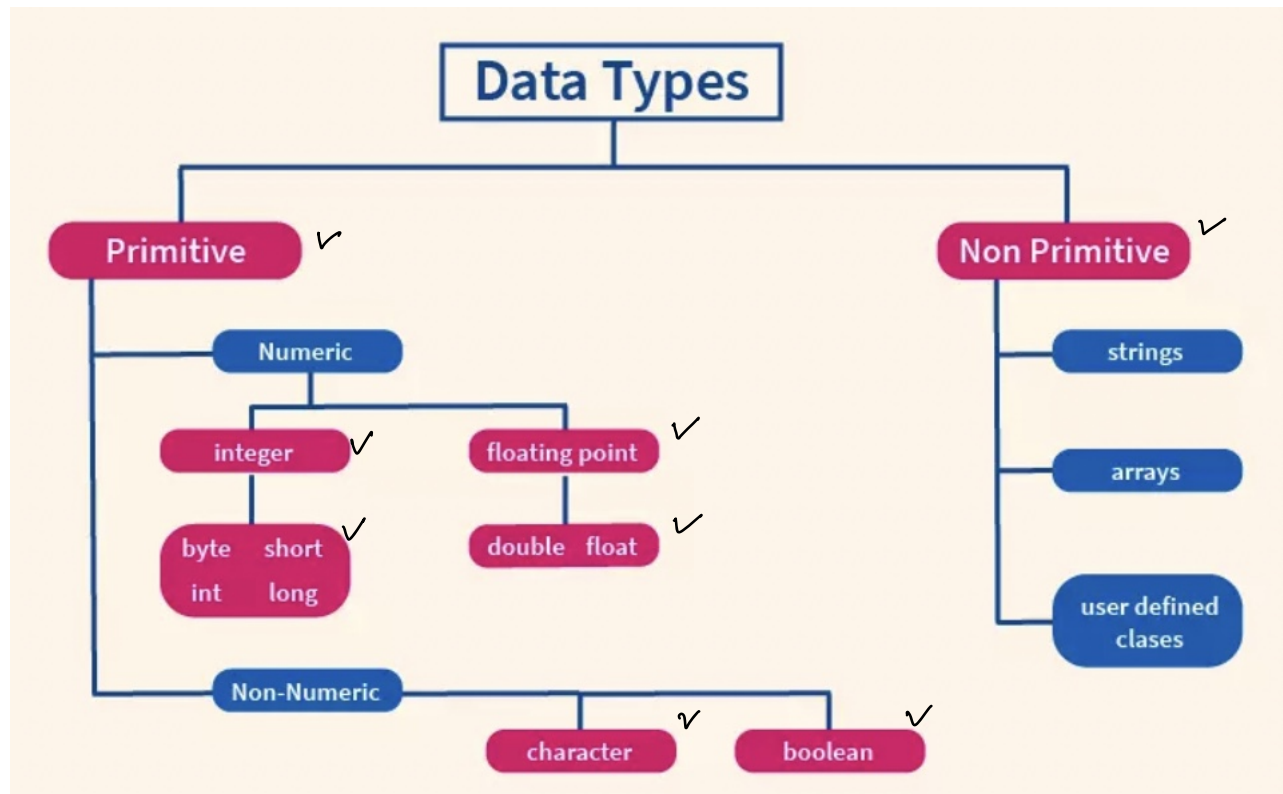 Data Types
Primitive
Non Primitive
Numeric
strings
integer
floating point
arrays
byte short
int long
double float
user defined
clases
Non-Numeric
character
boolean